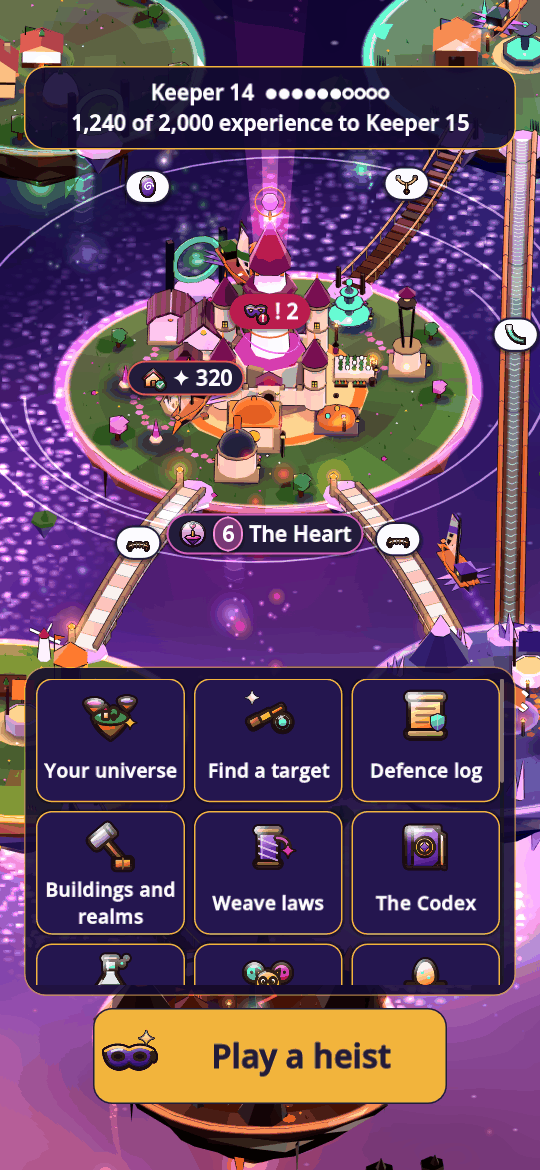 Keeper 14
1,240 of 2,000 experience to Keeper 15
! 2
320
6 The Heart
Your universe
Find a target
Defence log
Buildings and
realms
Weave laws
The Codex
Play a heist